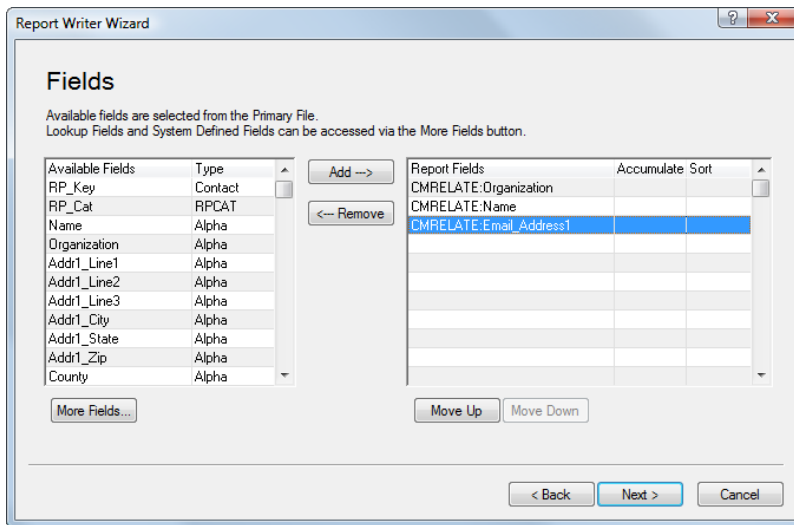 Report Writer Wizard
Fields
Available fields are selected from the Primary File.
Lookup Fields and System Defined Fields can be accessed via the More Fields button.
Available Fields Type
RP_Key Contact
RP_Cat RPCAT
Name Alpha
Organization Alpha
Addr1_Line1 Alpha
Addr1_Line2 Alpha
Addr1_Line3 Alpha
Addr1_City Alpha
Addr1_State Alpha
Addr1_Zip Alpha
County Alpha
Add --->
<--- Remove
Report Fields Accumulate Sort
CMRELATE:Organization
CMRELATE:Name
CMRELATE:Email_Address1
More Fields...
Move Up Move Down
< Back Next > Cancel